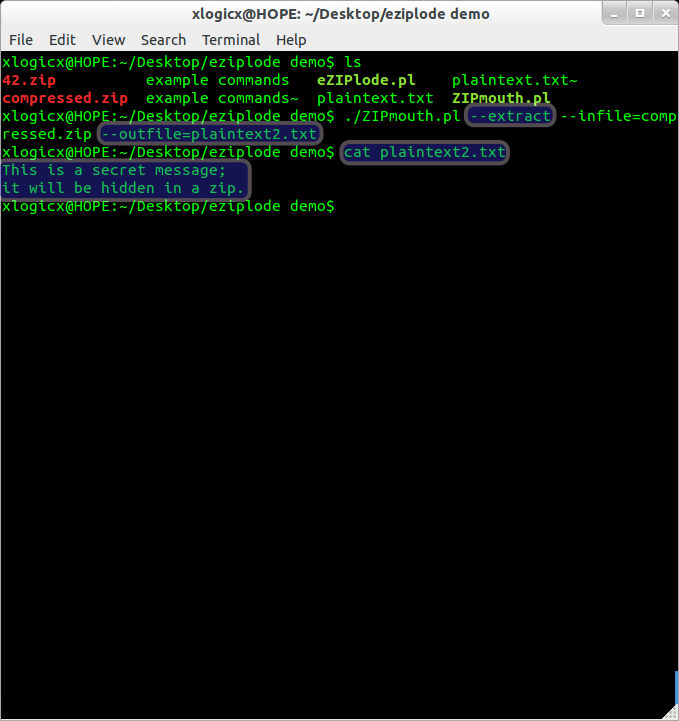 xlogicx@HOPE: ~/Desktop/eziplode demo
File Edit View Search Terminal Help
xlogicx@HOPE:~/Desktop/eziplode demo$ ls
42.zip example commands eZIPlode.pl plaintext.txt~
compressed.zip example commands~ plaintext.txt ZIPmouth.pl
xlogicx@HOPE:~/Desktop/eziplode demo$ ./ZIPmouth.pl --extract --infile=comp
ressed.zip --outfile=plaintext2.txt
xlogicx@HOPE:~/Desktop/eziplode demo$ cat plaintext2.txt
This is a secret message;
it will be hidden in a zip.
xlogicx@HOPE:~/Desktop/eziplode demo$